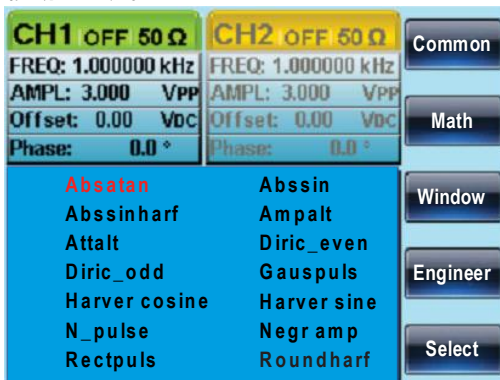 CH1 OFF 50 Ω
FREQ: 1.000000 kHz
AMPL: 3.000 VPP
Offset: 0.00 VDC
Phase: 0.0 °
CH2 OFF 50 Ω
FREQ: 1.000000 kHz
AMPL: 3.000 VPP
Offset: 0.00 VDC
Phase: 0.0 °
Absatan Abssin
Abssinharf Ampalt
Attalt Diric_even
Diric_odd Gauspuls
Harver cosine Harver sine
N_pulse Negramp
Rectpuls Roundharf
Common
Math
Window
Engineer
Select